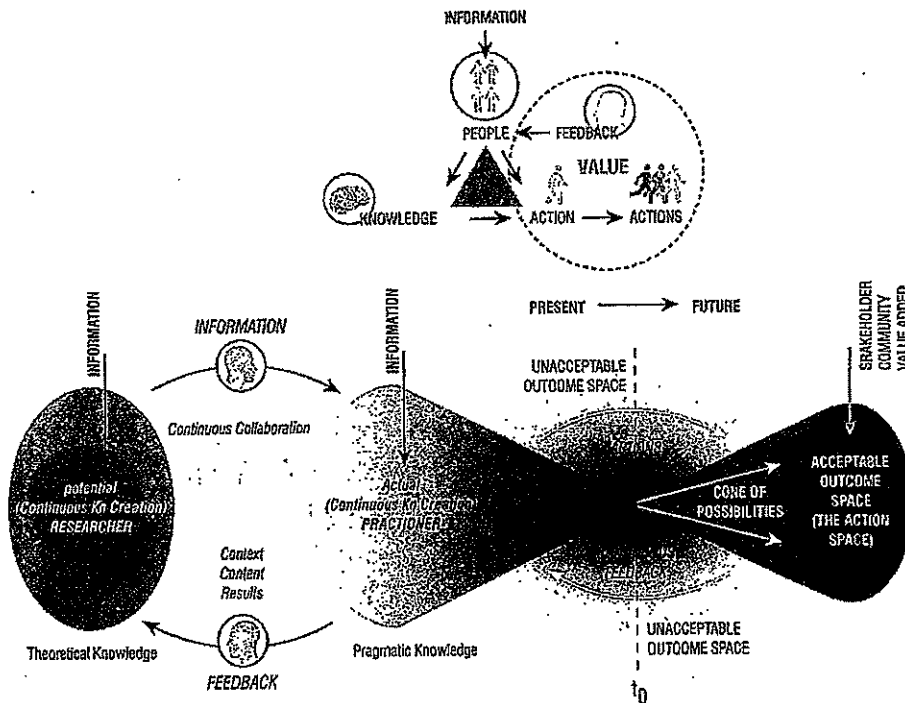 INFORMATION
PEOPLE
FEEDBACK
VALUE
KNOWLEDGE
ACTION
ACTIONS
PRESENT
FUTURE
INFORMATION
INFORMATION
Continuous Collaboration
INFORMATION
UNACCEPTABLE
OUTCOME SPACE
SRAKEHOLDER
COMMUNITY
VALUE ADDED
potential
(Continuous Kn Creation)
RESEARCHER
Actual
(Continuous Kn Creation)
PRACTIONER
CONE OF
POSSIBILITIES
ACCEPTABLE
OUTCOME
SPACE
(THE ACTION
SPACE)
Context
Content
Results
FEEDBACK
Theoretical Knowledge
FEEDBACK
Pragmatic Knowledge
UNACCEPTABLE
OUTCOME SPACE
t0